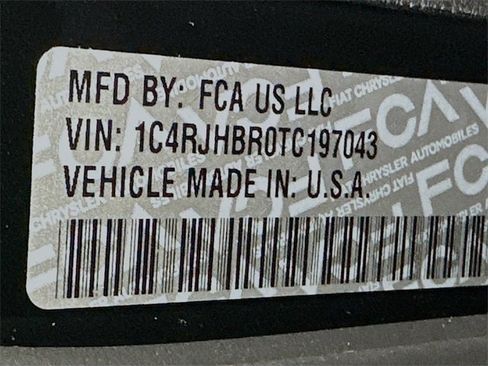 MFD BY: FCA US LLC
VIN: 1C4RJHBR0TC197043
VEHICLE MADE IN: U.S.A.